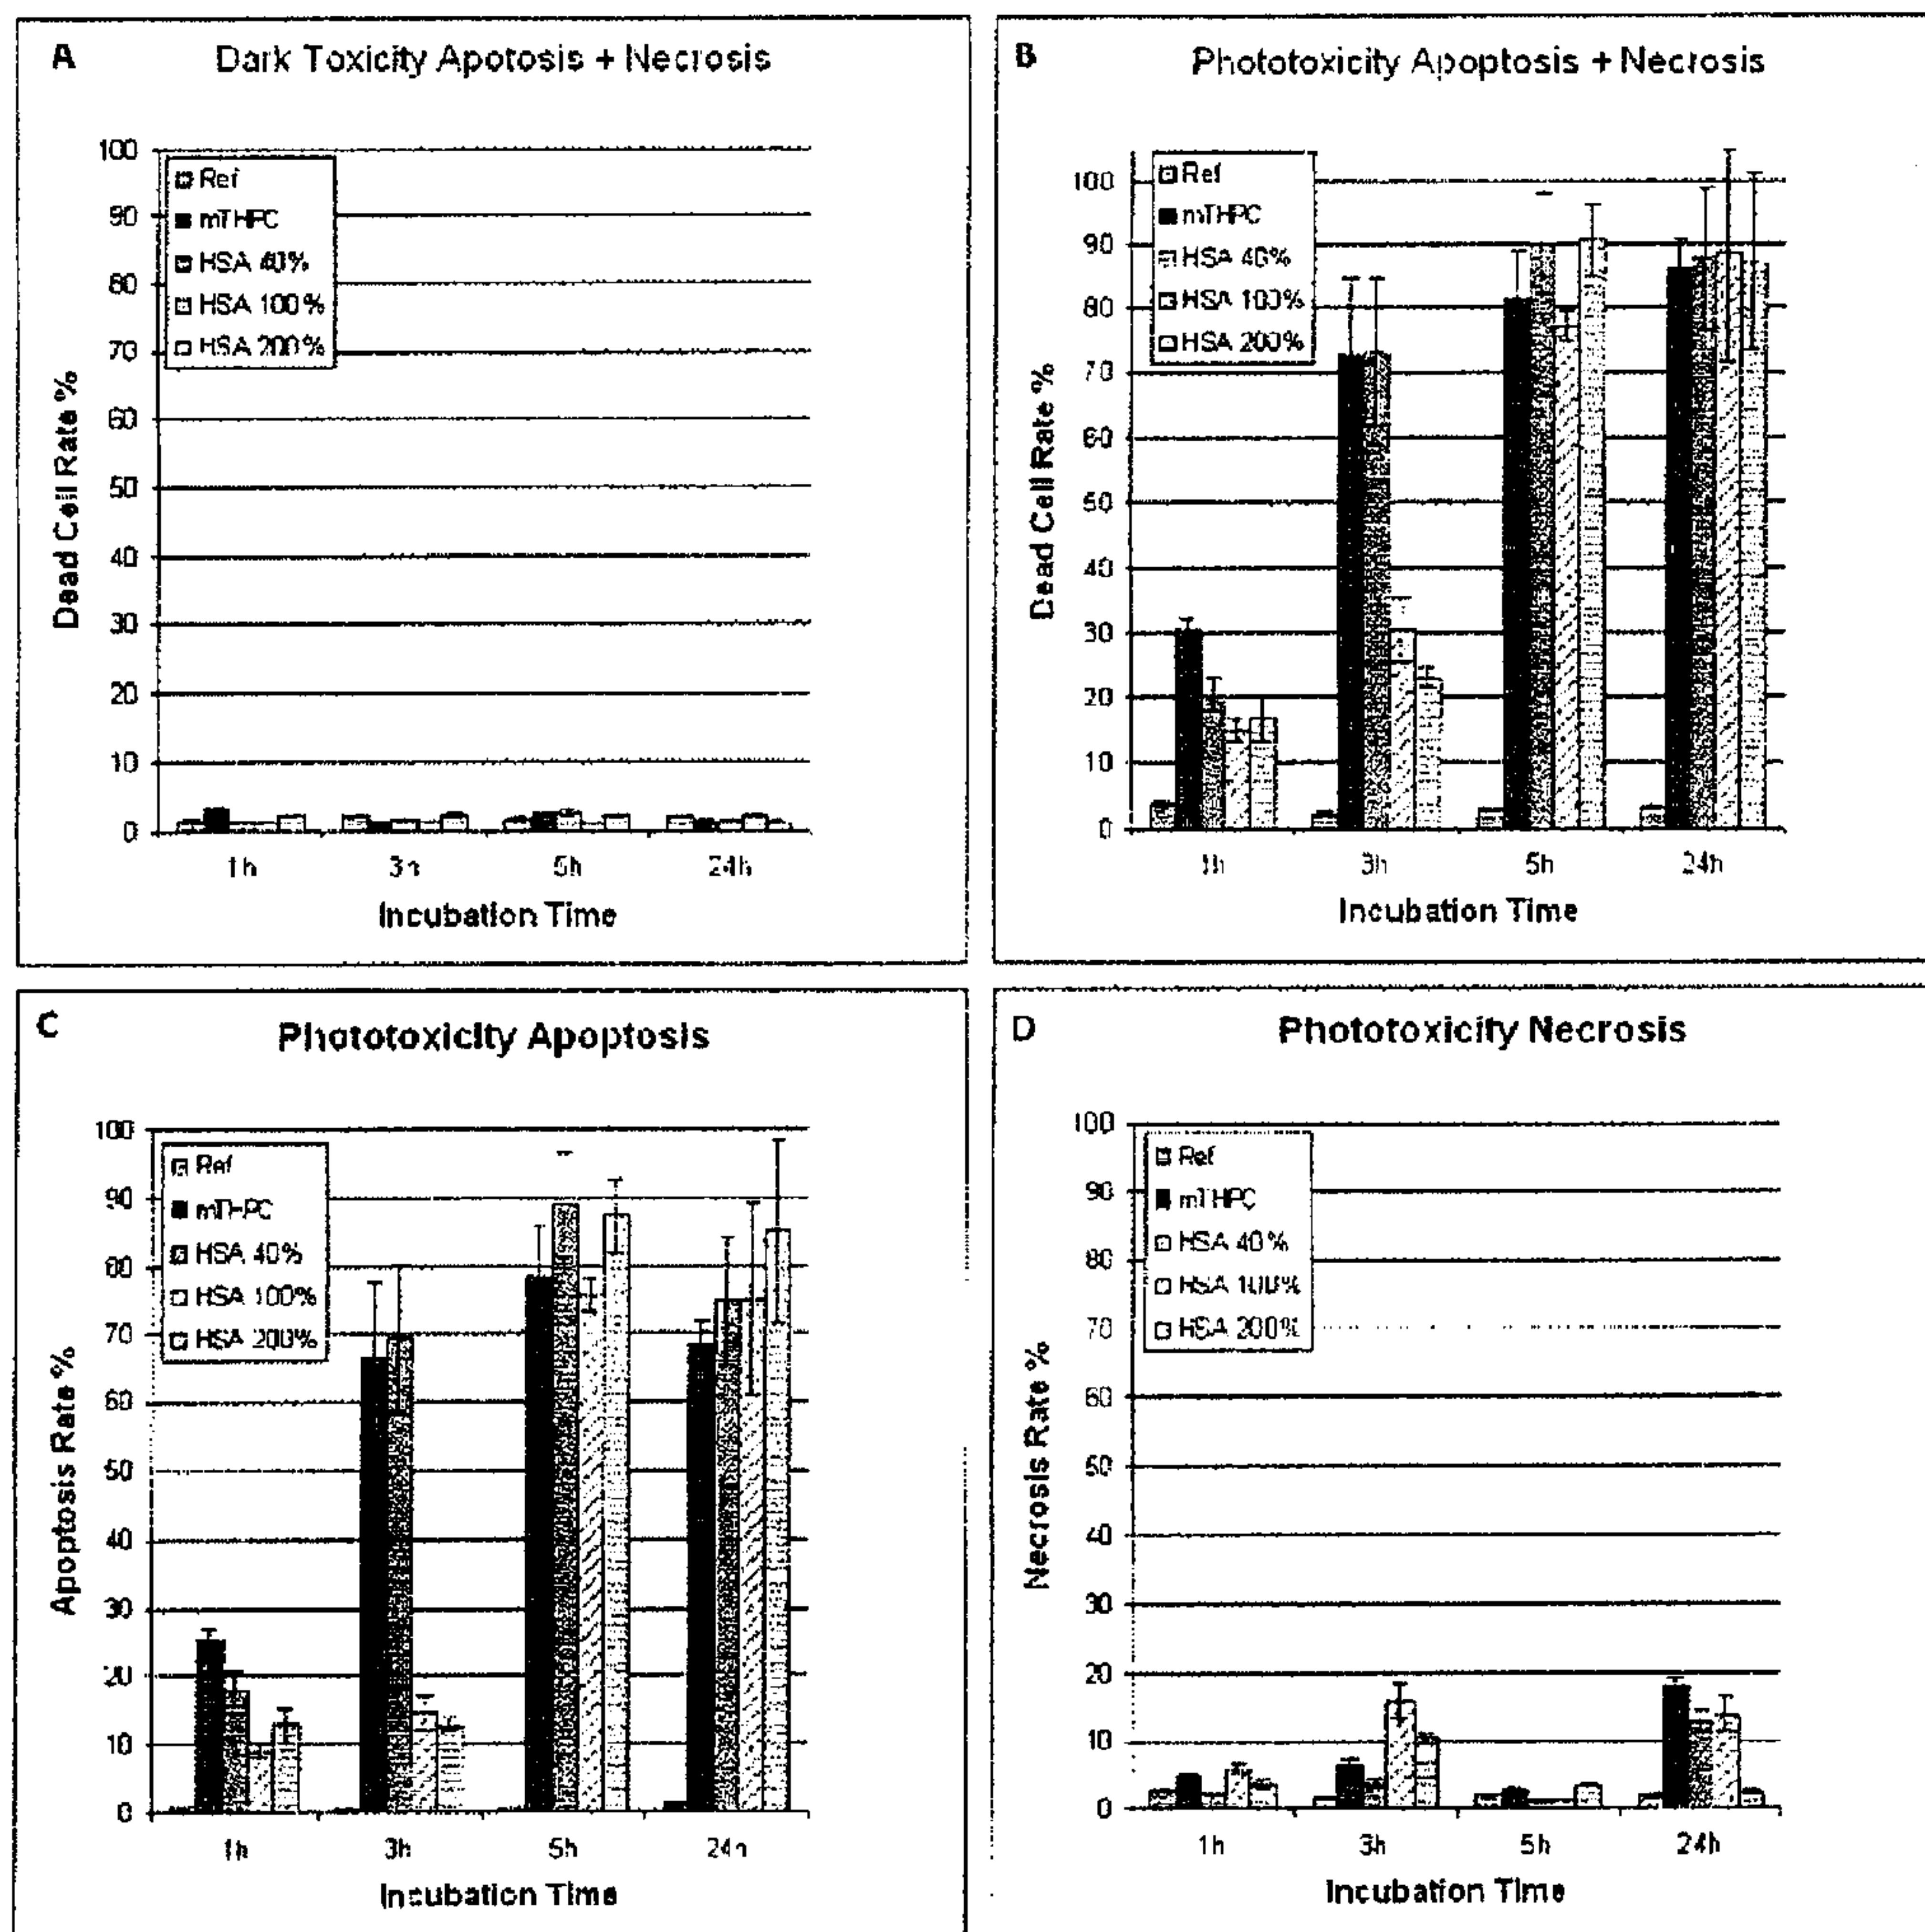 A
Dark Toxicity Apotosis + Necrosis
Dead Cell Rate %
100
90
80
70
60
50
40
30
20
10
0
Ref
mTHPC
HSA 40%
HSA 100%
HSA 200%
1h
3h
5h
24h
Incubation Time
B
Phototoxicity Apoptosis + Necrosis
Dead Cell Rate %
100
90
80
70
60
50
40
30
20
10
0
Ref
mTHPC
HSA 40%
HSA 100%
HSA 200%
1h
3h
5h
24h
Incubation Time
C
Phototoxicity Apoptosis
Apoptosis Rate %
100
90
80
70
60
50
40
30
20
10
0
Ref
mTHPC
HSA 40%
HSA 100%
HSA 200%
1h
3h
5h
24h
Incubation Time
D
Phototoxicity Necrosis
Necrosis Rate %
100
90
80
70
60
50
40
30
20
10
0
Ref
mTHPC
HSA 40%
HSA 100%
HSA 200%
1h
3h
5h
24h
Incubation Time